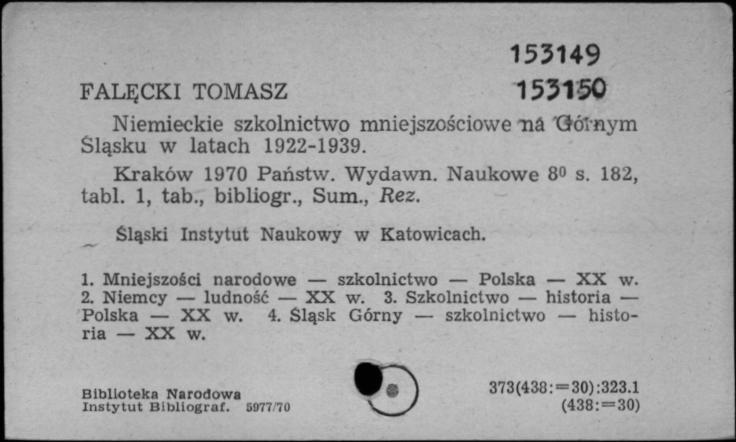 153149
FALĘCKI TOMASZ 153150
Niemieckie szkolnictwo mniejszościowe na Górnym
Śląsku w latach 1922-1939.
Kraków 1970 Państw. Wydawn. Naukowe 8⁰ s. 182,
tabl. 1, tab., bibliogr., Sum., Rez.
Śląski Instytut Naukowy w Katowicach.
1. Mniejszości narodowe — szkolnictwo — Polska — XX w.
2. Niemcy — ludność — XX w. 3. Szkolnictwo — historia —
Polska — XX w. 4. Śląsk Górny — szkolnictwo — histo-
ria — XX w.
Biblioteka Narodowa 373(438:=30):323.1
Instytut Bibliograf. 5977/70 (438:=30)